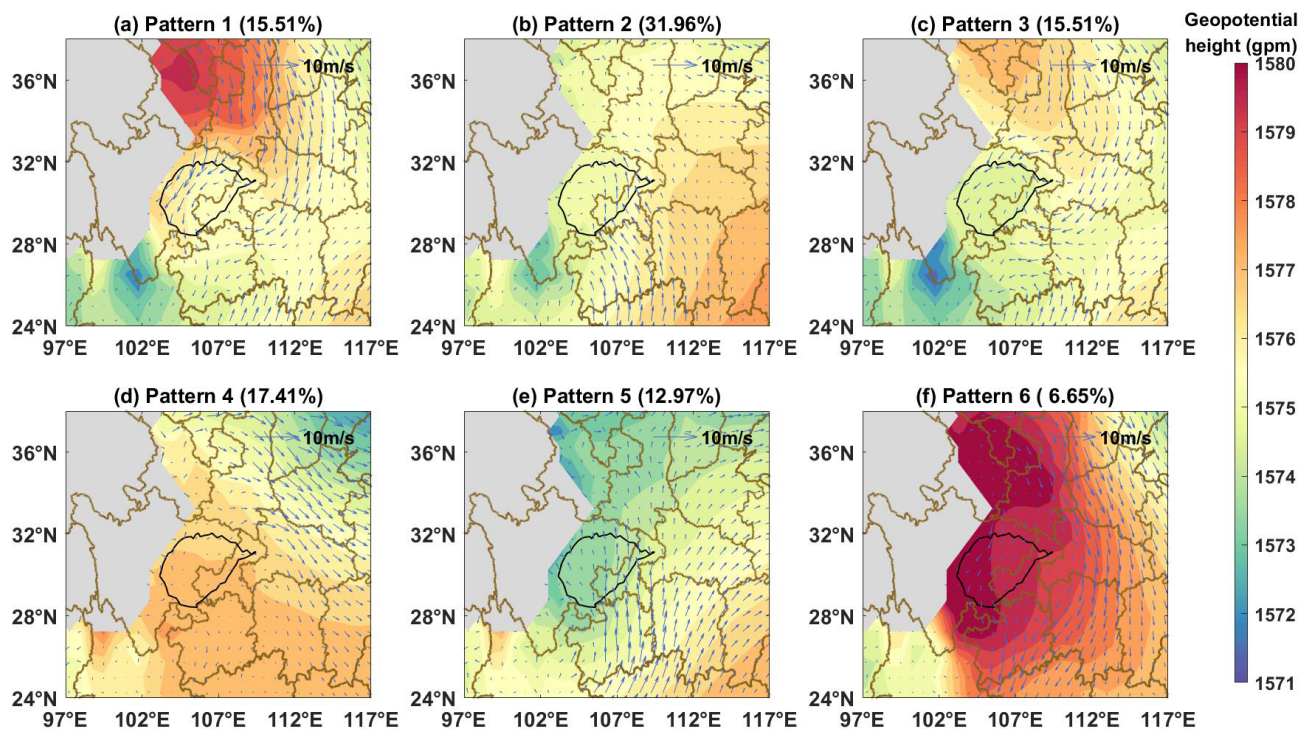 (a) Pattern 1 (15.51%)
(b) Pattern 2 (31.96%)
(c) Pattern 3 (15.51%)
Geopotential
height (gpm)
36°N
32°N
28°N
24°N
97°E
102°E
107°E
112°E
117°E
10m/s
36°N
32°N
28°N
24°N
97°E
102°E
107°E
112°E
117°E
10m/s
36°N
32°N
28°N
24°N
97°E
102°E
107°E
112°E
117°E
10m/s
1580
1579
1578
1577
1576
1575
1574
1573
1572
1571
(d) Pattern 4 (17.41%)
(e) Pattern 5 (12.97%)
(f) Pattern 6 ( 6.65%)
36°N
32°N
28°N
24°N
97°E
102°E
107°E
112°E
117°E
10m/s
36°N
32°N
28°N
24°N
97°E
102°E
107°E
112°E
117°E
10m/s
36°N
32°N
28°N
24°N
97°E
102°E
107°E
112°E
117°E
10m/s